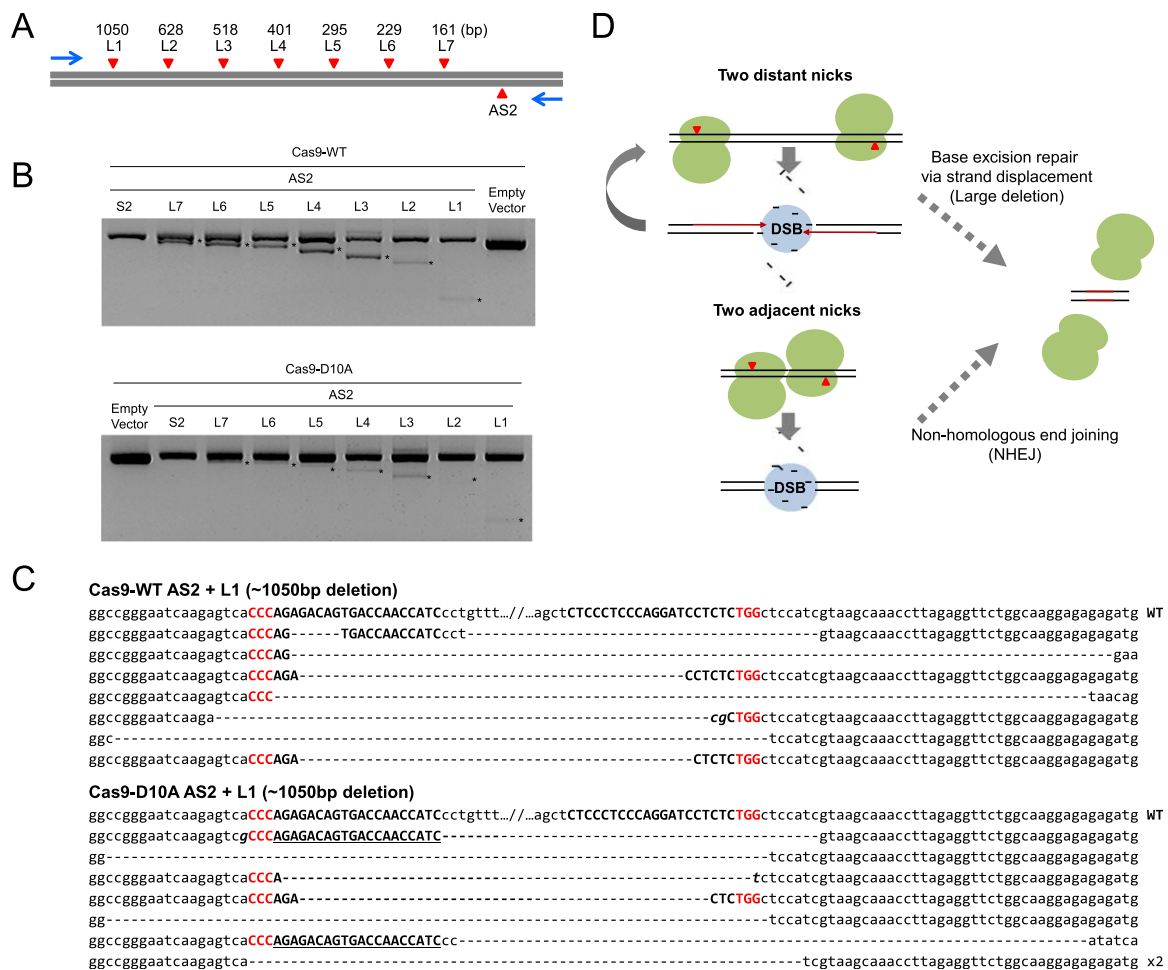 A
1050 628 518 401 295 229 161 (bp)
L1 L2 L3 L4 L5 L6 L7
AS2
B
Cas9-WT
AS2
Empty
Vector
S2 L7 L6 L5 L4 L3 L2 L1
* * * * * * *
Cas9-D10A
AS2
Empty
Vector
S2 L7 L6 L5 L4 L3 L2 L1
* * * * * * *
C
Cas9-WT AS2 + L1 (~1050bp deletion)
ggccgggaatcaagagtcaCCCAGAGACAGTGACCAACCATCcctgttt…//…agctCTCCCTCCCAGGATCCTCTCTGGctccatcgtaagcaaaccttagaggttctggcaaggagagagatg WT
ggccgggaatcaagagtcaCCCAG------TGACCAACCATCcct------------------------------------------gtaagcaaaccttagaggttctggcaaggagagagatg
ggccgggaatcaagagtcaCCCAG--------------------------------------------------------------------------------------------------gaa
ggccgggaatcaagagtcaCCCAGA----------------------------------------------CCTCTCTGGctccatcgtaagcaaaccttagaggttctggcaaggagagagatg
ggccgggaatcaagagtcaCCC-------------------------------------------------------------------------------------------------taacag
ggccgggaatcaaga-----------------------------------------------------------cgCTGGctccatcgtaagcaaaccttagaggttctggcaaggagagagatg
ggc------------------------------------------------------------------------------tccatcgtaagcaaaccttagaggttctggcaaggagagagatg
ggccgggaatcaagagtcaCCCAGA-----------------------------------------------CTCTCTGGctccatcgtaagcaaaccttagaggttctggcaaggagagagatg
Cas9-D10A AS2 + L1 (~1050bp deletion)
ggccgggaatcaagagtcaCCCAGAGACAGTGACCAACCATCcctgttt…//…agctCTCCCTCCCAGGATCCTCTCTGGctccatcgtaagcaaaccttagaggttctggcaaggagagagatg WT
ggccgggaatcaagagtcgCCCAGAGACAGTGACCAACCATC---------------------------------------------gtaagcaaaccttagaggttctggcaaggagagagatg
gg-------------------------------------------------------------------------------tccatcgtaagcaaaccttagaggttctggcaaggagagagatg
ggccgggaatcaagagtcaCCCA--------------------------------------------------------tctccatcgtaagcaaaccttagaggttctggcaaggagagagatg
ggccgggaatcaagagtcaCCCAGA-------------------------------------------------CTCTGGctccatcgtaagcaaaccttagaggttctggcaaggagagagatg
gg-------------------------------------------------------------------------------tccatcgtaagcaaaccttagaggttctggcaaggagagagatg
ggccgggaatcaagagtcaCCCAGAGACAGTGACCAACCATCcc---------------------------------------------------------------------------atatca
ggccgggaatcaagagtca------------------------------------------------------------------tcgtaagcaaaccttagaggttctggcaaggagagagatg x2
D
Two distant nicks
DSB
Base excision repair
via strand displacement
(Large deletion)
Two adjacent nicks
DSB
Non-homologous end joining
(NHEJ)